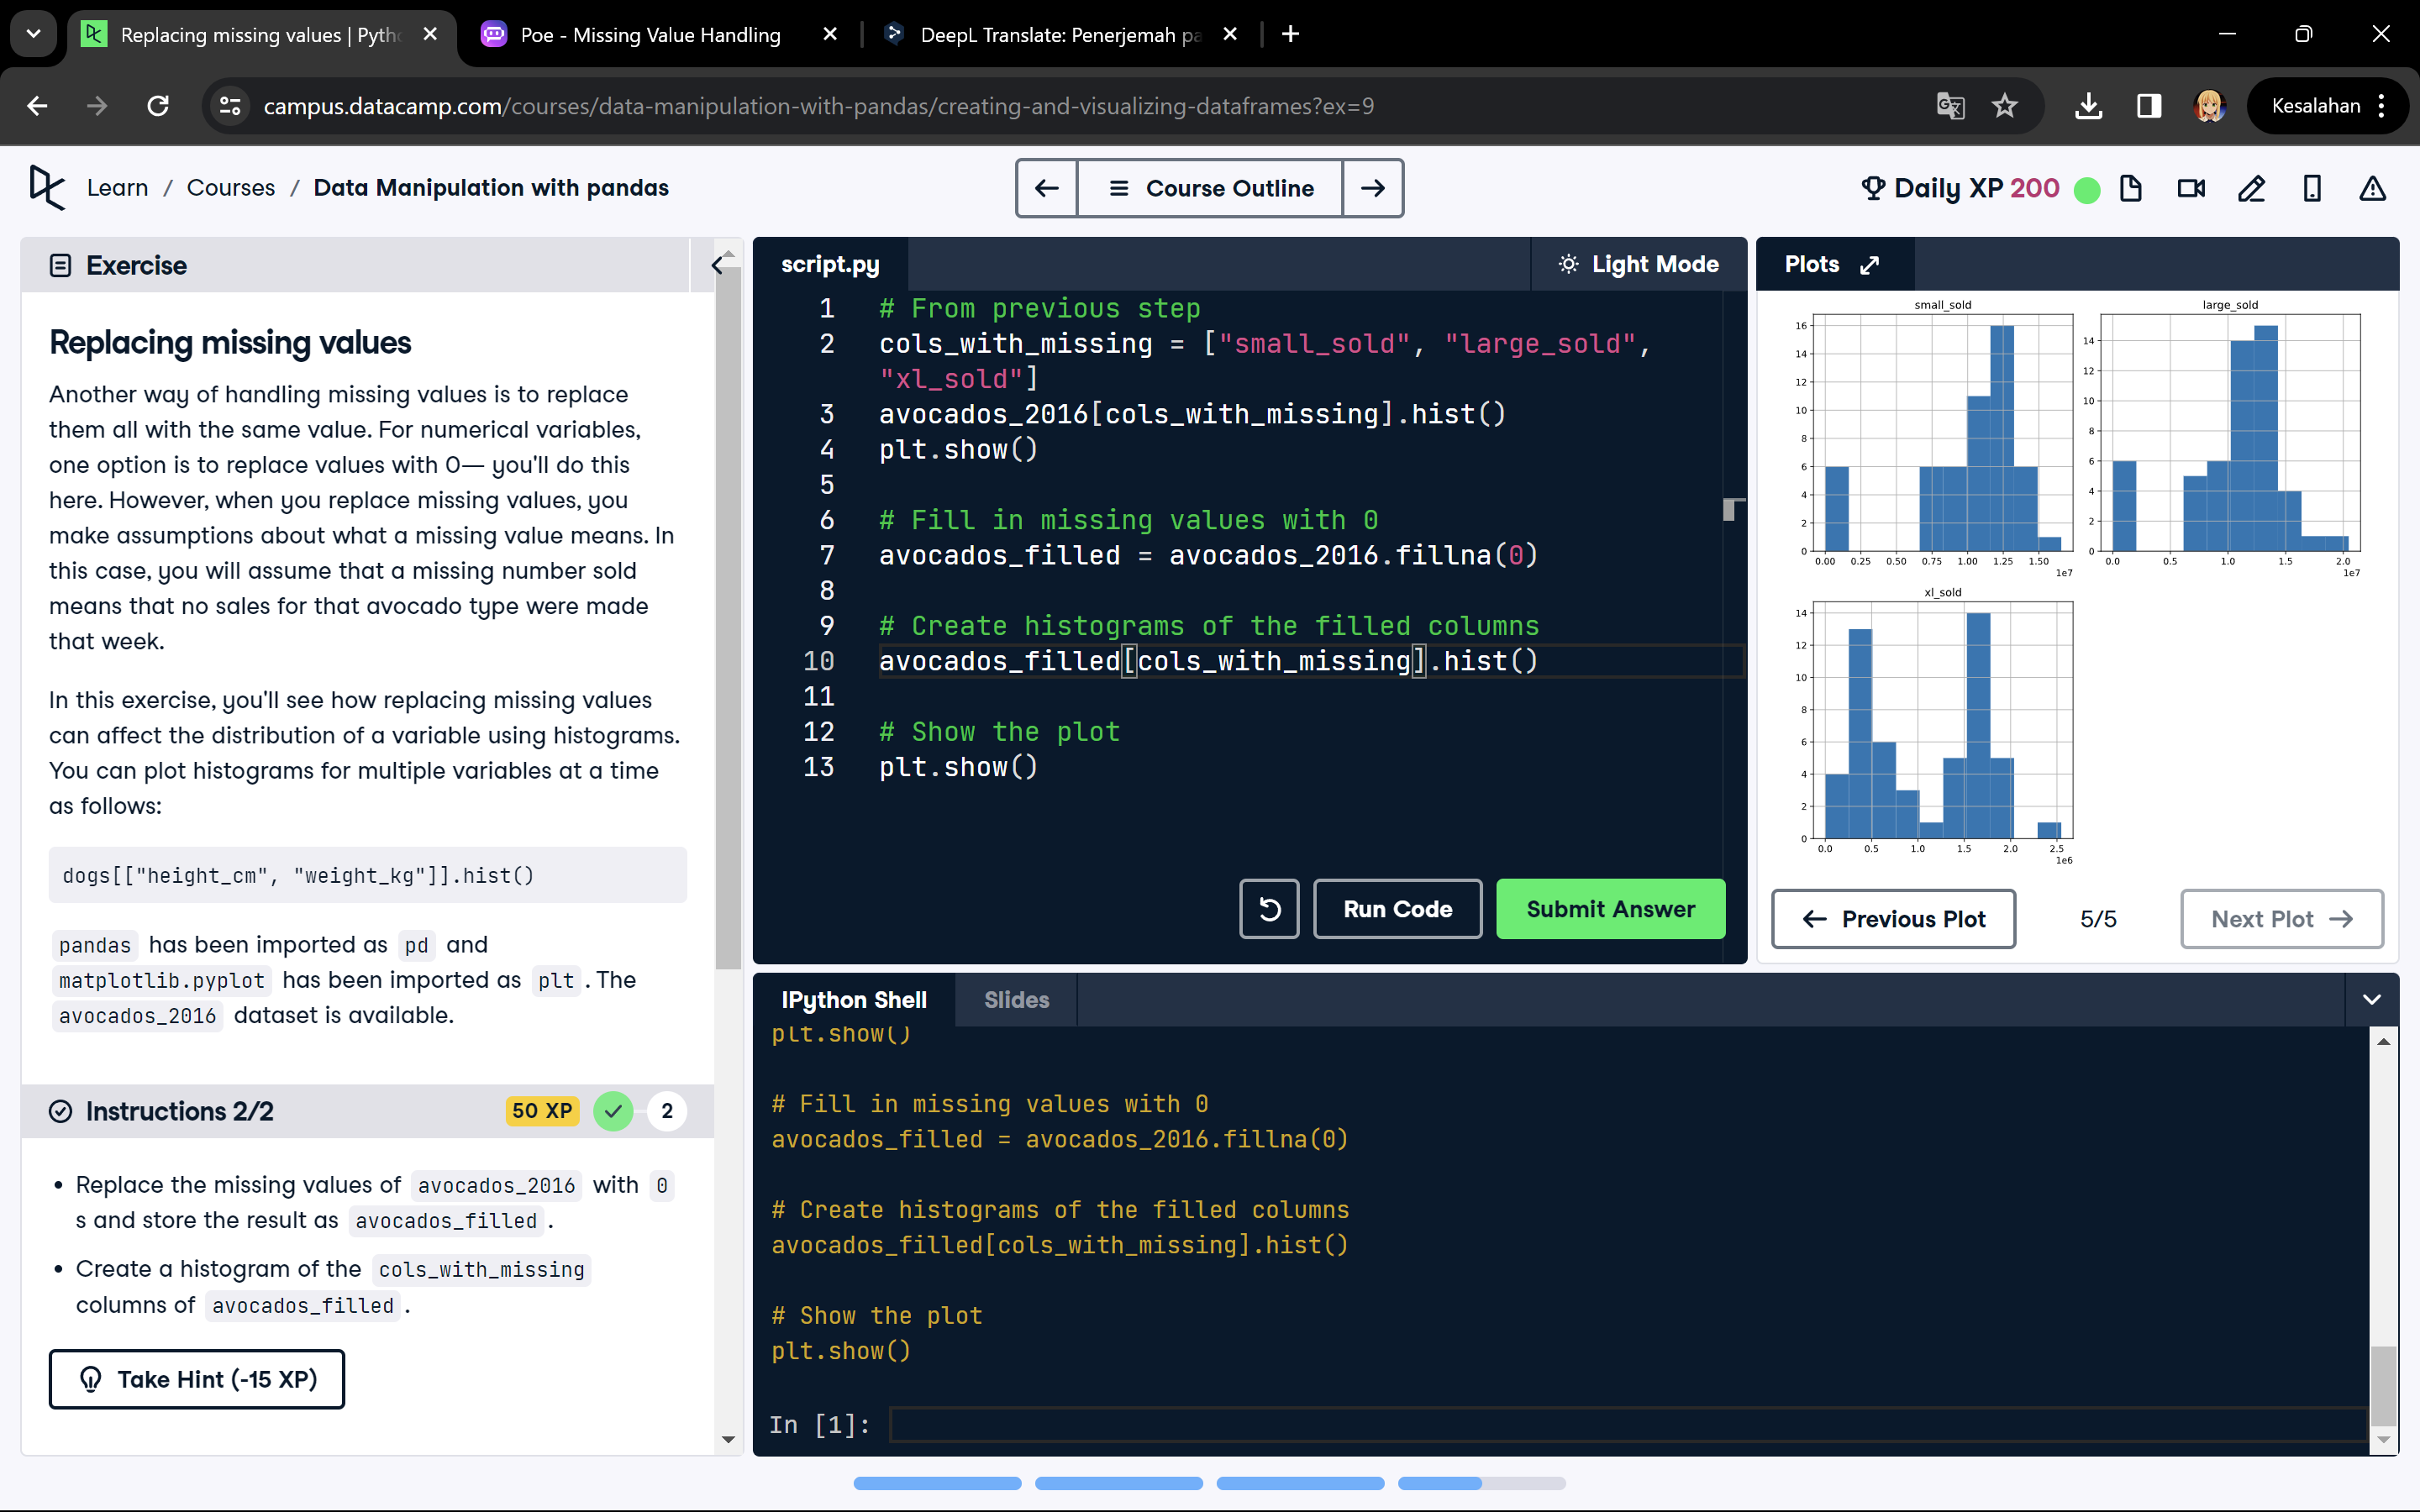 Replacing missing values | Pytho
Poe - Missing Value Handling
DeepL Translate: Penerjemah pa
campus.datacamp.com/courses/data-manipulation-with-pandas/creating-and-visualizing-dataframes?ex=9
Kesalahan
Learn / Courses / Data Manipulation with pandas
Course Outline
Daily XP 200
Exercise
Replacing missing values
Another way of handling missing values is to replace
them all with the same value. For numerical variables,
one option is to replace values with 0— you'll do this
here. However, when you replace missing values, you
make assumptions about what a missing value means. In
this case, you will assume that a missing number sold
means that no sales for that avocado type were made
that week.
In this exercise, you'll see how replacing missing values
can affect the distribution of a variable using histograms.
You can plot histograms for multiple variables at a time
as follows:
dogs[["height_cm", "weight_kg"]].hist()
pandas has been imported as pd and
matplotlib.pyplot has been imported as plt. The
avocados_2016 dataset is available.
Instructions 2/2
50 XP
2
• Replace the missing values of avocados_2016 with 0
s and store the result as avocados_filled.
• Create a histogram of the cols_with_missing
columns of avocados_filled.
Take Hint (-15 XP)
script.py
Light Mode
1 # From previous step
2 cols_with_missing = ["small_sold", "large_sold",
"xl_sold"]
3 avocados_2016[cols_with_missing].hist()
4 plt.show()
5
6 # Fill in missing values with 0
7 avocados_filled = avocados_2016.fillna(0)
8
9 # Create histograms of the filled columns
10 avocados_filled[cols_with_missing].hist()
11
12 # Show the plot
13 plt.show()
Run Code
Submit Answer
Plots
small_sold
16
14
12
10
8
6
4
2
0
0.00 0.25 0.50 0.75 1.00 1.25 1.50
1e7
large_sold
14
12
10
8
6
4
2
0
0.0 0.5 1.0 1.5 2.0
1e7
xl_sold
14
12
10
8
6
4
2
0
0.0 0.5 1.0 1.5 2.0 2.5
1e6
Previous Plot
5/5
Next Plot
IPython Shell
Slides
plt.show()
# Fill in missing values with 0
avocados_filled = avocados_2016.fillna(0)
# Create histograms of the filled columns
avocados_filled[cols_with_missing].hist()
# Show the plot
plt.show()
In [1]: